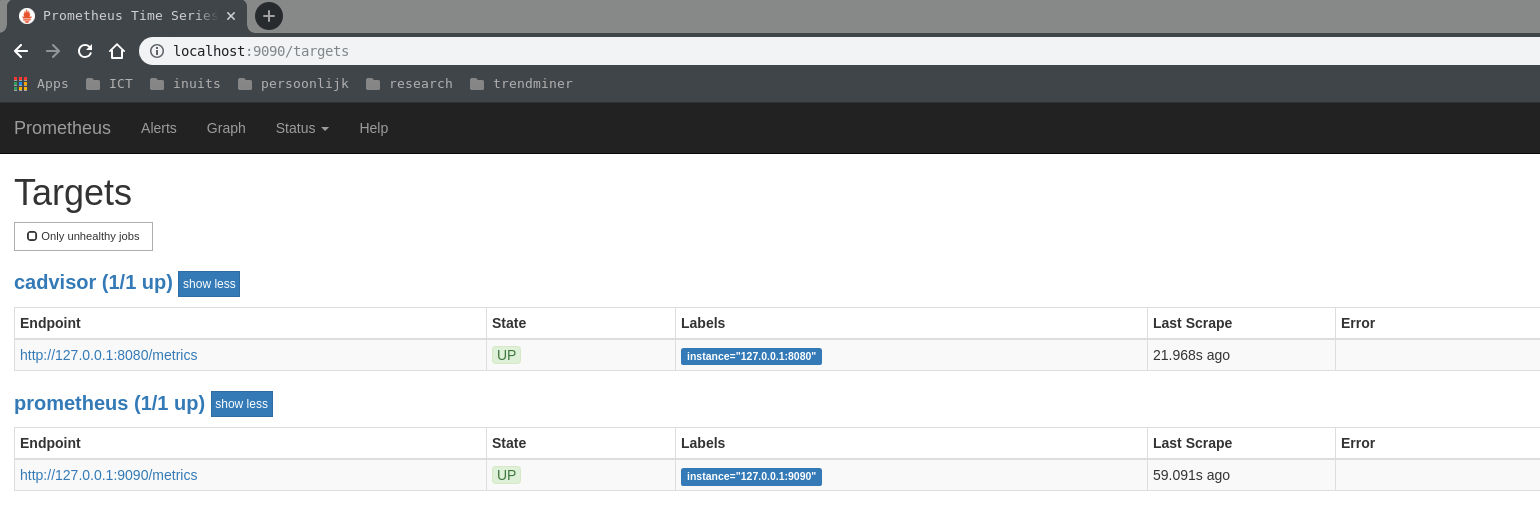 Prometheus Time Series
localhost:9090/targets
Apps ICT inuits persoonlijk research trendminer
Prometheus Alerts Graph Status Help
Targets
Only unhealthy jobs
cadvisor (1/1 up) show less
Endpoint State Labels Last Scrape Error
http://127.0.0.1:8080/metrics UP instance="127.0.0.1:8080" 21.968s ago
prometheus (1/1 up) show less
Endpoint State Labels Last Scrape Error
http://127.0.0.1:9090/metrics UP instance="127.0.0.1:9090" 59.091s ago